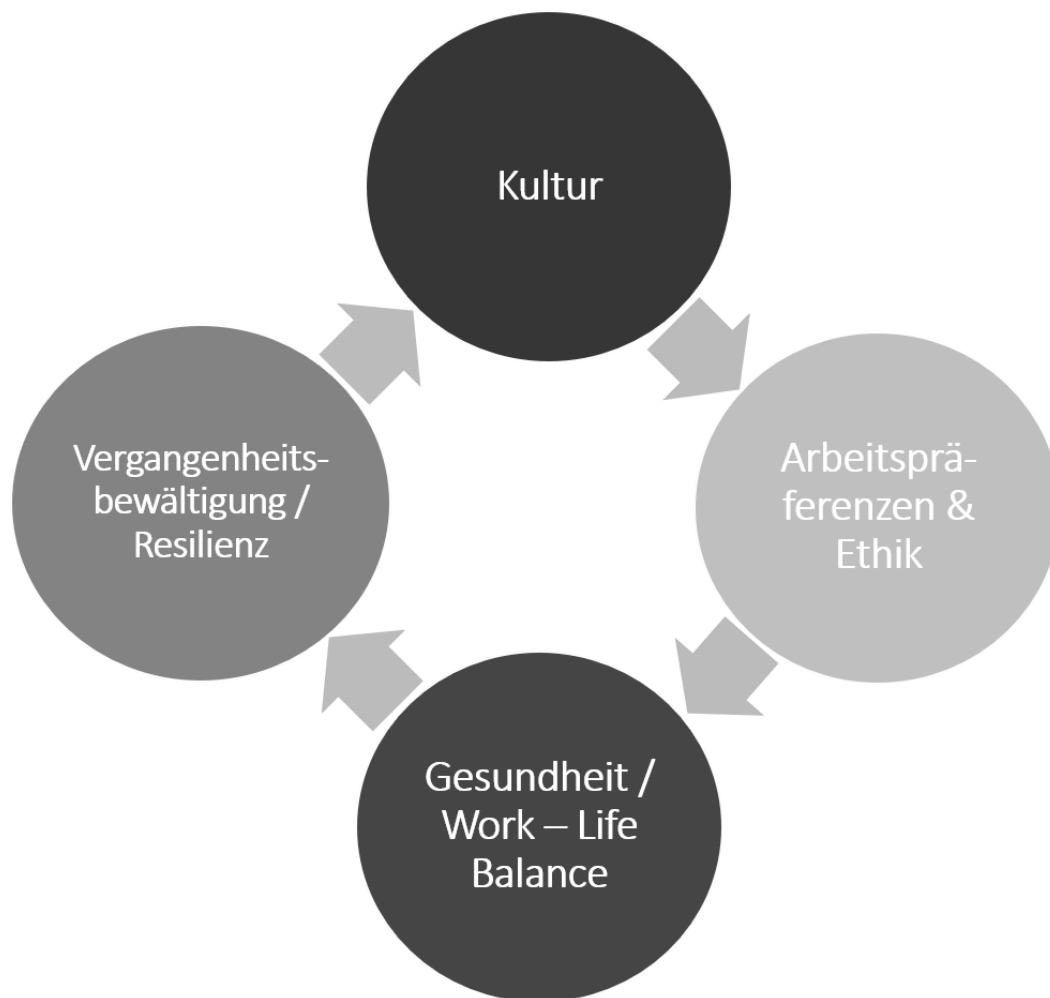 Kultur
Arbeitsprä-
ferenzen &
Ethik
Gesundheit /
Work – Life
Balance
Vergangenheits-
bewältigung /
Resilienz